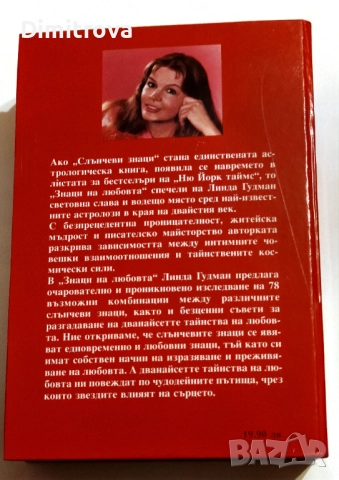 Dimitrova
Ако „Слънчеви знаци" стана единствената ас-
трологическа книга, появила се навремето в
листата за бестселъри на „Ню Йорк таймс", то
„Знаци на любовта" спечели на Линда Гудман
световна слава и водещо място сред най-извест-
ните астролози в края на двайстия век.
С безпрецедентна проницателност, житейска
мъдрост и писателско майсторство авторката
разкрива зависимостта между интимните чо-
вешки взаимоотношения и тайнствените кос-
мически сили.
В „Знаци на любовта" Линда Гудман предлага
очарователно и проникновено изследване на 78
възможни комбинации между различните
слънчеви знаци, както и безценни съвети за
разгадаване на дванайсетте тайнства на любов-
та. Ние откриваме, че слънчевите знаци се явя-
ват едновременно и любовни знаци, тъй като си
имат собствен начин на изразяване и преживя-
ване на любовта. А дванайсетте тайнства на лю-
бовта ни повеждат по чудодейните пътища, чрез
които звездите влияят на сърцето.
BAZAR